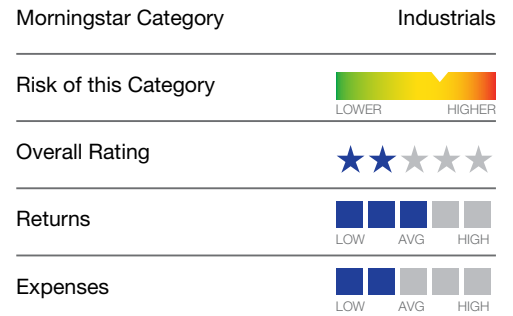 Morningstar Category Industrials
Risk of this Category
LOWER HIGHER
Overall Rating
Returns
LOW AVG HIGH
Expenses
LOW AVG HIGH